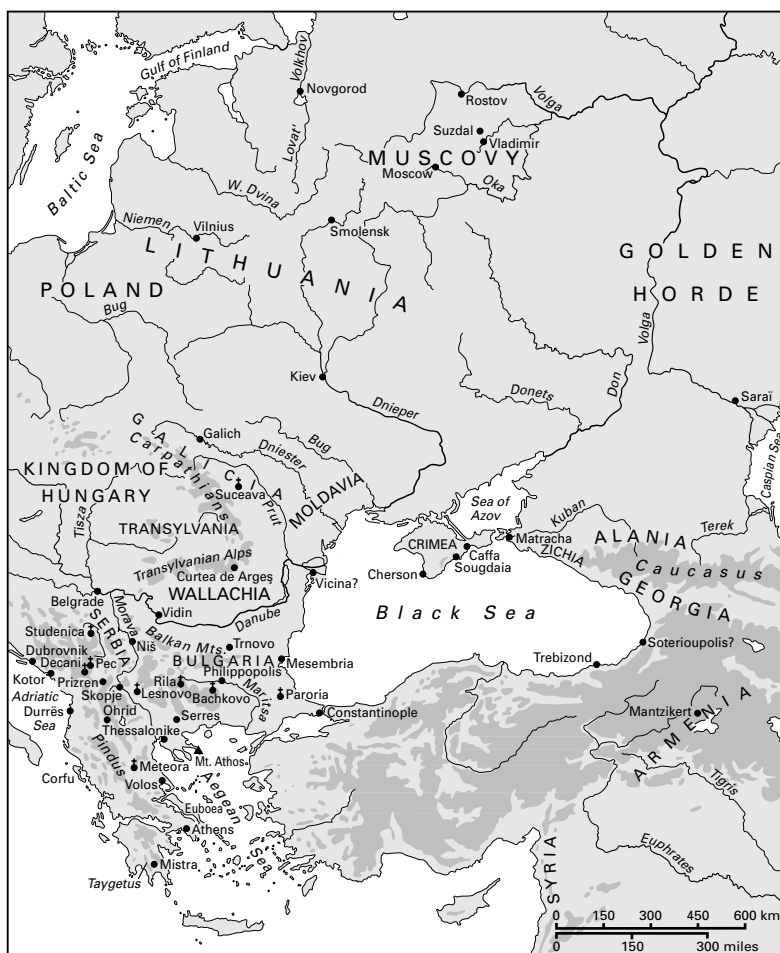 Gulf of Finland
Volkhov
Novgorod
Rostov
Volga
Suzdal
Vladimir
MUSCOVY
Moscow
Oka
Lovat'
Baltic Sea
W. Dvina
Niemen
Vilnius
Smolensk
LITHUANIA
GOLDEN
HORDE
POLAND
Bug
Volga
Kiev
Dnieper
Donets
Don
Saraï
Caspian Sea
GALICIA
Galich
Carpathians
Bug
Dniester
KINGDOM OF
HUNGARY
Suceava
Prut
MOLDAVIA
Tisza
TRANSYLVANIA
Sea of
Azov
Kuban
Matracha
ALANIA
Terek
CRIMEA
Caffa
ZICHIA
Sougdaia
Caucasus
Transylvanian Alps
Curtea de Argeş
Cherson
GEORGIA
WALLACHIA
Vicina?
Belgrade
Vidin
Danube
Black Sea
Studenica
SERBIA
Morava
Niš
Balkan Mts.
Trnovo
Soterioupolis?
Dubrovnik
Decani
Peć
BULGARIA
Mesembria
Trebizond
Kotor
Prizren
Rila
Philippopolis
Skopje
Lesnovo
Bachkovo
Maritsa
Paroria
Adriatic
Sea
Durrës
Ohrid
Serres
Constantinople
Mantzikert
Thessalonike
ARMENIA
Mt. Athos
Pindus
Meteora
Corfu
Volos
Aegean
Sea
Tigris
Euboea
Athens
Euphrates
Mistra
Taygetus
SYRIA
0 150 300 450 600 km
0 150 300 miles